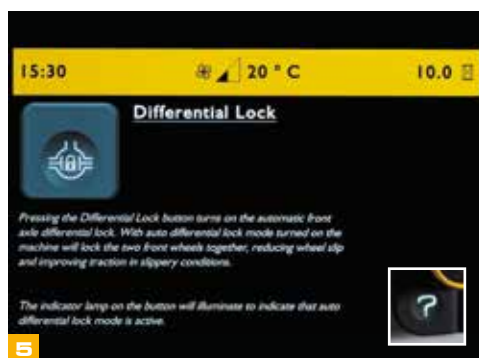 15:30 20 ° C 10.0
Differential Lock
Pressing the Differential Lock button turns on the automatic front
axle differential lock. With auto differential lock mode turned on the
machine will lock the two front wheels together, reducing wheel slip
and improving traction in slippery conditions.
The indicator lamp on the button will illuminate to indicate that auto
differential lock mode is active.
?
5